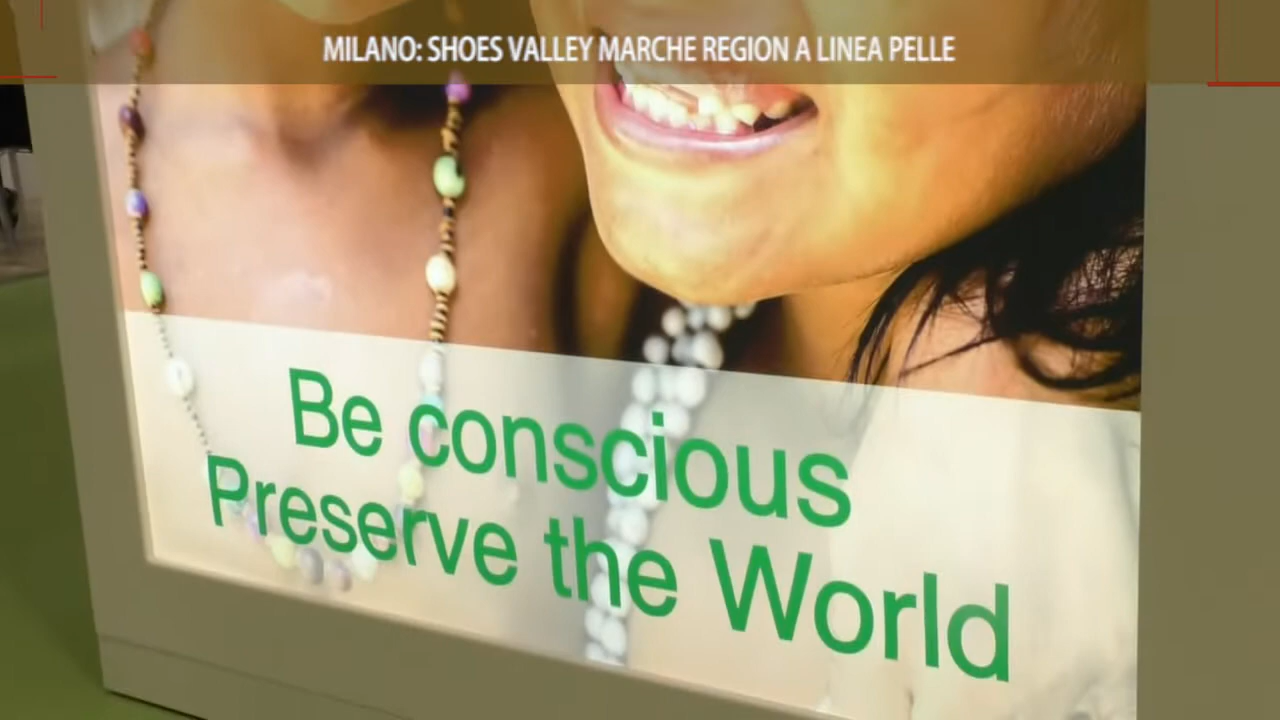 MILANO: SHOES VALLEY MARCHE REGION A LINEA PELLE
Be conscious
Preserve the World